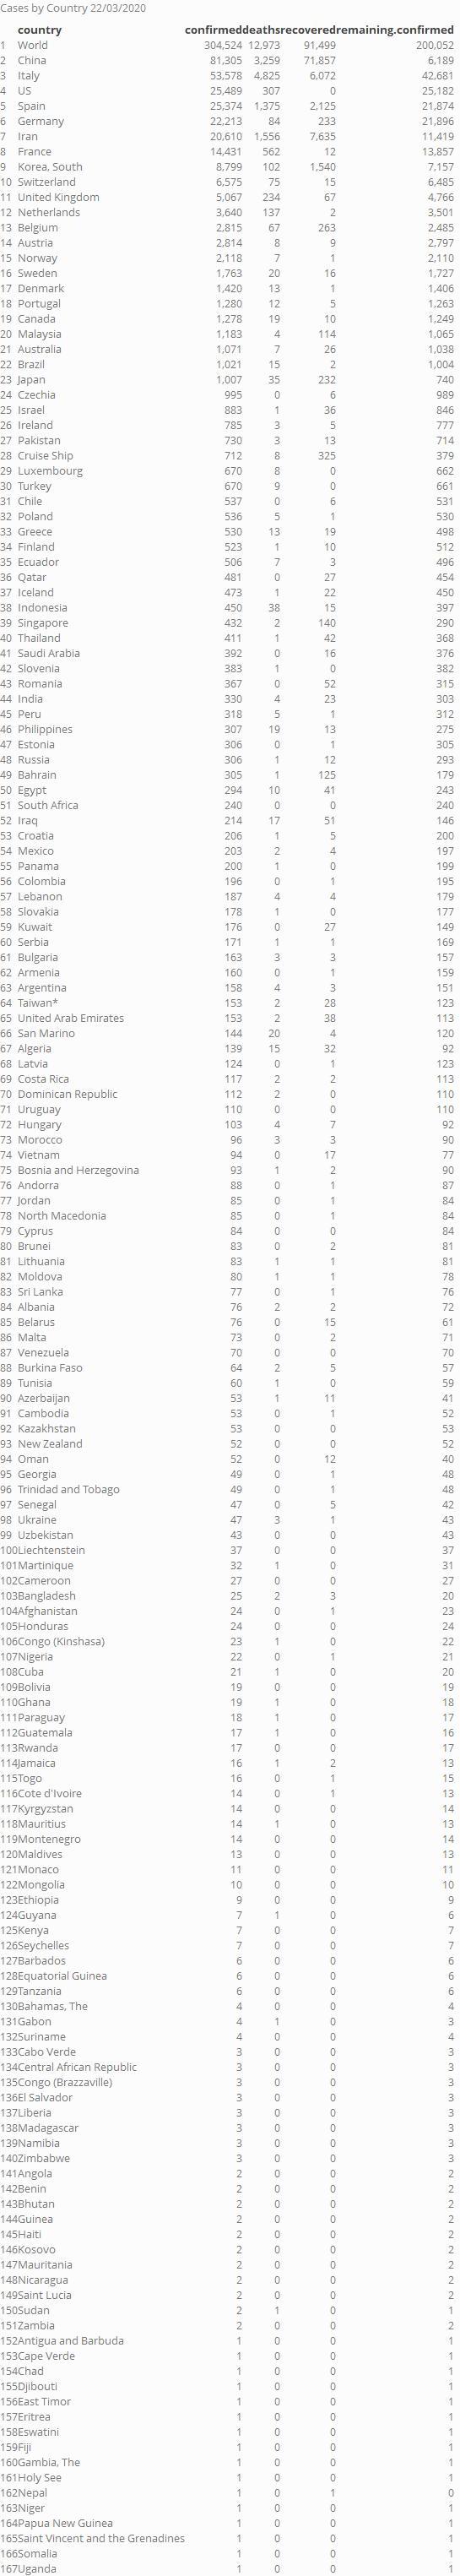 Cases by Country 22/03/2020
country confirmed deaths recovered remaining.confirmed
1 World 304,524 12,973 91,499 200,052
2 China 81,305 3,259 71,857 6,189
3 Italy 53,578 4,825 6,072 42,681
4 US 25,489 307 0 25,182
5 Spain 25,374 1,375 2,125 21,874
6 Germany 22,213 84 233 21,896
7 Iran 20,610 1,556 7,635 11,419
8 France 14,431 562 12 13,857
9 Korea, South 8,799 102 1,540 7,157
10 Switzerland 6,575 75 15 6,485
11 United Kingdom 5,067 234 67 4,766
12 Netherlands 3,640 137 2 3,501
13 Belgium 2,815 67 263 2,485
14 Austria 2,814 8 9 2,797
15 Norway 2,118 7 1 2,110
16 Sweden 1,763 20 16 1,727
17 Denmark 1,420 13 1 1,406
18 Portugal 1,280 12 5 1,263
19 Canada 1,278 19 10 1,249
20 Malaysia 1,183 4 114 1,065
21 Australia 1,071 7 26 1,038
22 Brazil 1,021 15 2 1,004
23 Japan 1,007 35 232 740
24 Czechia 995 0 6 989
25 Israel 883 1 36 846
26 Ireland 785 3 5 777
27 Pakistan 730 3 13 714
28 Cruise Ship 712 8 325 379
29 Luxembourg 670 8 0 662
30 Turkey 670 9 0 661
31 Chile 537 0 6 531
32 Poland 536 5 1 530
33 Greece 530 13 19 498
34 Finland 523 1 10 512
35 Ecuador 506 7 3 496
36 Qatar 481 0 27 454
37 Iceland 473 1 22 450
38 Indonesia 450 38 15 397
39 Singapore 432 2 140 290
40 Thailand 411 1 42 368
41 Saudi Arabia 392 0 16 376
42 Slovenia 383 1 0 382
43 Romania 367 0 52 315
44 India 330 4 23 303
45 Peru 318 5 1 312
46 Philippines 307 19 13 275
47 Estonia 306 0 1 305
48 Russia 306 1 12 293
49 Bahrain 305 1 125 179
50 Egypt 294 10 41 243
51 South Africa 240 0 0 240
52 Iraq 214 17 51 146
53 Croatia 206 1 5 200
54 Mexico 203 2 4 197
55 Panama 200 1 0 199
56 Colombia 196 0 1 195
57 Lebanon 187 4 4 179
58 Slovakia 178 1 0 177
59 Kuwait 176 0 27 149
60 Serbia 171 1 1 169
61 Bulgaria 163 3 3 157
62 Armenia 160 0 1 159
63 Argentina 158 4 3 151
64 Taiwan* 153 2 28 123
65 United Arab Emirates 153 2 38 113
66 San Marino 144 20 4 120
67 Algeria 139 15 32 92
68 Latvia 124 0 1 123
69 Costa Rica 117 2 2 113
70 Dominican Republic 112 2 0 110
71 Uruguay 110 0 0 110
72 Hungary 103 4 7 92
73 Morocco 96 3 3 90
74 Vietnam 94 0 17 77
75 Bosnia and Herzegovina 93 1 2 90
76 Andorra 88 0 1 87
77 Jordan 85 0 1 84
78 North Macedonia 85 0 1 84
79 Cyprus 84 0 0 84
80 Brunei 83 0 2 81
81 Lithuania 83 1 1 81
82 Moldova 80 1 1 78
83 Sri Lanka 77 0 1 76
84 Albania 76 2 2 72
85 Belarus 76 0 15 61
86 Malta 73 0 2 71
87 Venezuela 70 0 0 70
88 Burkina Faso 64 2 5 57
89 Tunisia 60 1 0 59
90 Azerbaijan 53 1 11 41
91 Cambodia 53 0 1 52
92 Kazakhstan 53 0 0 53
93 New Zealand 52 0 0 52
94 Oman 52 0 12 40
95 Georgia 49 0 1 48
96 Trinidad and Tobago 49 0 1 48
97 Senegal 47 0 5 42
98 Ukraine 47 3 1 43
99 Uzbekistan 43 0 0 43
100 Liechtenstein 37 0 0 37
101 Martinique 32 1 0 31
102 Cameroon 27 0 0 27
103 Bangladesh 25 2 3 20
104 Afghanistan 24 0 1 23
105 Honduras 24 0 0 24
106 Congo (Kinshasa) 23 1 0 22
107 Nigeria 22 0 1 21
108 Cuba 21 1 0 20
109 Bolivia 19 0 0 19
110 Ghana 19 1 0 18
111 Paraguay 18 1 0 17
112 Guatemala 17 1 0 16
113 Rwanda 17 0 0 17
114 Jamaica 16 1 2 13
115 Togo 16 0 1 15
116 Cote d'Ivoire 14 0 1 13
117 Kyrgyzstan 14 0 0 14
118 Mauritius 14 1 0 13
119 Montenegro 14 0 0 14
120 Maldives 13 0 0 13
121 Monaco 11 0 0 11
122 Mongolia 10 0 0 10
123 Ethiopia 9 0 0 9
124 Guyana 7 1 0 6
125 Kenya 7 0 0 7
126 Seychelles 7 0 0 7
127 Barbados 6 0 0 6
128 Equatorial Guinea 6 0 0 6
129 Tanzania 6 0 0 6
130 Bahamas, The 4 0 0 4
131 Gabon 4 1 0 3
132 Suriname 4 0 0 4
133 Cabo Verde 3 0 0 3
134 Central African Republic 3 0 0 3
135 Congo (Brazzaville) 3 0 0 3
136 El Salvador 3 0 0 3
137 Liberia 3 0 0 3
138 Madagascar 3 0 0 3
139 Namibia 3 0 0 3
140 Zimbabwe 3 0 0 3
141 Angola 2 0 0 2
142 Benin 2 0 0 2
143 Bhutan 2 0 0 2
144 Guinea 2 0 0 2
145 Haiti 2 0 0 2
146 Kosovo 2 0 0 2
147 Mauritania 2 0 0 2
148 Nicaragua 2 0 0 2
149 Saint Lucia 2 0 0 2
150 Sudan 2 1 0 1
151 Zambia 2 0 0 2
152 Antigua and Barbuda 1 0 0 1
153 Cape Verde 1 0 0 1
154 Chad 1 0 0 1
155 Djibouti 1 0 0 1
156 East Timor 1 0 0 1
157 Eritrea 1 0 0 1
158 Eswatini 1 0 0 1
159 Fiji 1 0 0 1
160 Gambia, The 1 0 0 1
161 Holy See 1 0 0 1
162 Nepal 1 0 1 0
163 Niger 1 0 0 1
164 Papua New Guinea 1 0 0 1
165 Saint Vincent and the Grenadines 1 0 0 1
166 Somalia 1 0 0 1
167 Uganda 1 0 0 1